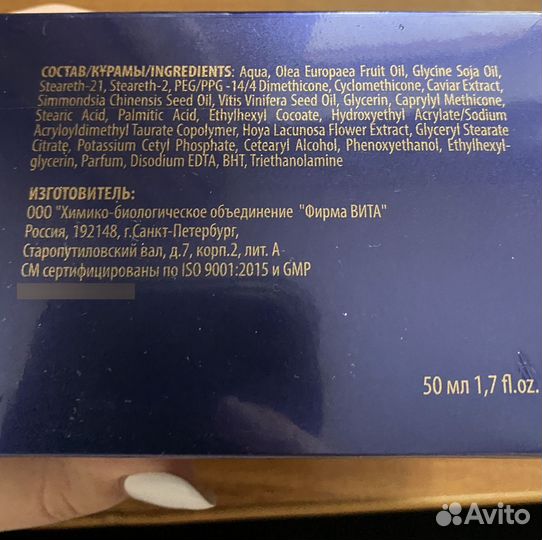 СОСТАВ/ҚҰРАМЫ/INGREDIENTS: Aqua, Olea Europaea Fruit Oil, Glycine Soja Oil,
Steareth-21, Steareth-2, PEG/PPG -14/4 Dimethicone, Cyclomethicone, Caviar Extract,
Simmondsia Chinensis Seed Oil, Vitis Vinifera Seed Oil, Glycerin, Caprylyl Methicone,
Stearic Acid, Palmitic Acid, Ethylhexyl Cocoate, Hydroxyethyl Acrylate/Sodium
Acryloyldimethyl Taurate Copolymer, Hoya Lacunosa Flower Extract, Glyceryl Stearate
Citrate, Potassium Cetyl Phosphate, Cetearyl Alcohol, Phenoxyethanol, Ethylhexyl-
glycerin, Parfum, Disodium EDTA, BHT, Triethanolamine
ИЗГОТОВИТЕЛЬ:
ООО "Химико-биологическое объединение "Фирма ВИТА"
Россия, 192148, г.Санкт-Петербург,
Старопутиловский вал, д.7, корп.2, лит. А
СМ сертифицированы по ISO 9001:2015 и GMP
50 мл 1,7 fl.oz.
Avito